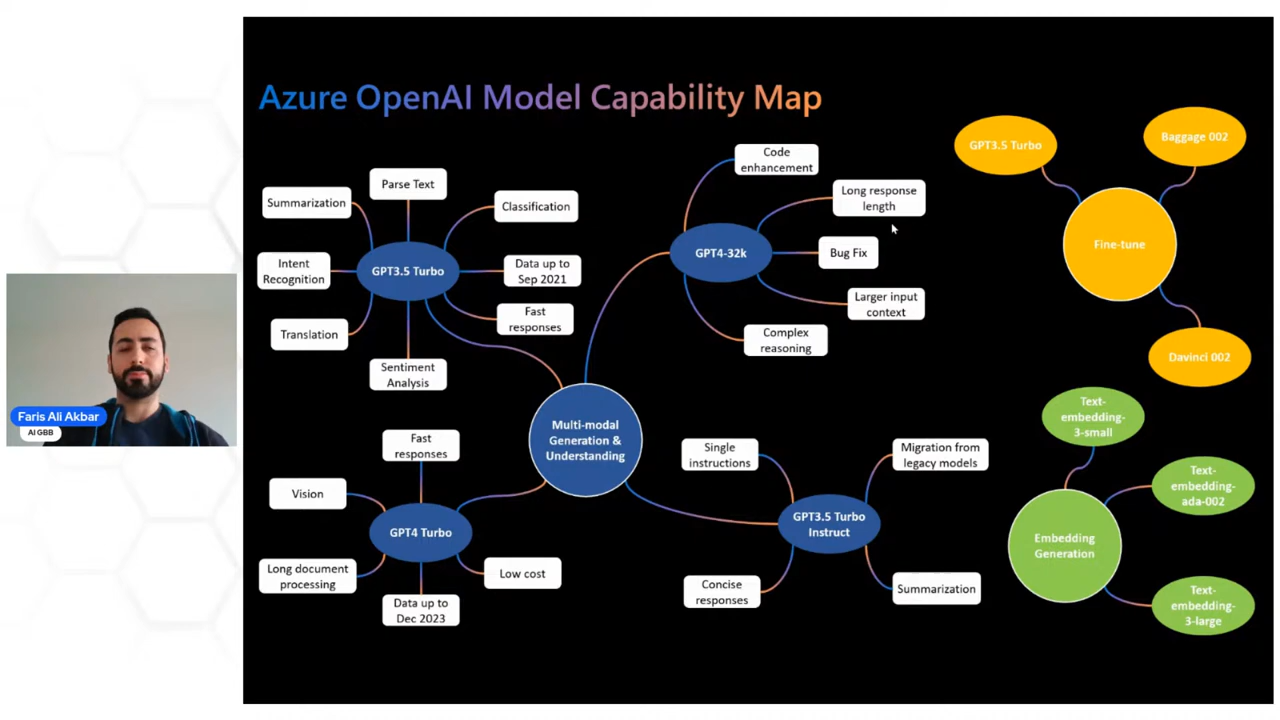 Azure OpenAI Model Capability Map
Summarization
Parse Text
Classification
Intent
Recognition
GPT3.5 Turbo
Data up to
Sep 2021
Translation
Fast
responses
Sentiment
Analysis
Code
enhancement
Long response
length
GPT4-32k
Bug Fix
Larger input
context
Complex
reasoning
Multi-modal
Generation &
Understanding
Fast
responses
Vision
GPT4 Turbo
Long document
processing
Low cost
Data up to
Dec 2023
Single
instructions
Migration from
legacy models
GPT3.5 Turbo
Instruct
Concise
responses
Summarization
GPT3.5 Turbo
Baggage 002
Fine-tune
Davinci 002
Text-
embedding-
3-small
Text-
embedding-
ada-002
Embedding
Generation
Text-
embedding-
3-large
Faris Ali Akbar
AI GBB